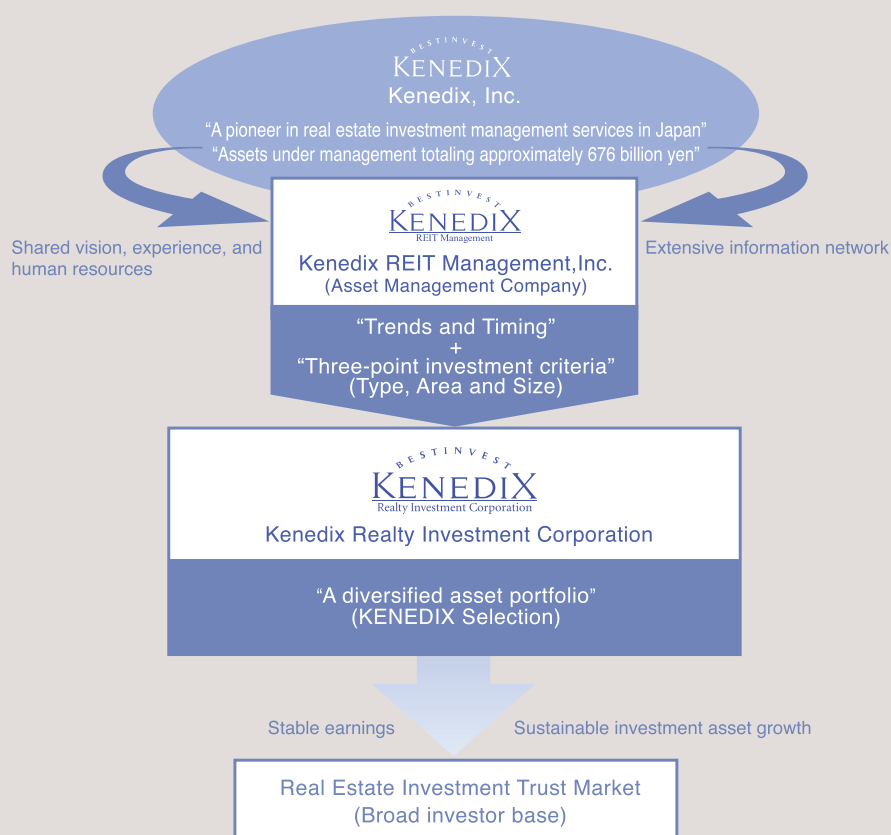 BESTINVEST
KENEDIX
Kenedix, Inc.
“A pioneer in real estate investment management services in Japan”
“Assets under management totaling approximately 676 billion yen”
BESTINVEST
KENEDIX
REIT Management
Shared vision, experience, and
human resources
Extensive information network
Kenedix REIT Management,Inc.
(Asset Management Company)
“Trends and Timing”
+
“Three-point investment criteria”
(Type, Area and Size)
BESTINVEST
KENEDIX
Realty Investment Corporation
Kenedix Realty Investment Corporation
“A diversified asset portfolio”
(KENEDIX Selection)
Stable earnings
Sustainable investment asset growth
Real Estate Investment Trust Market
(Broad investor base)